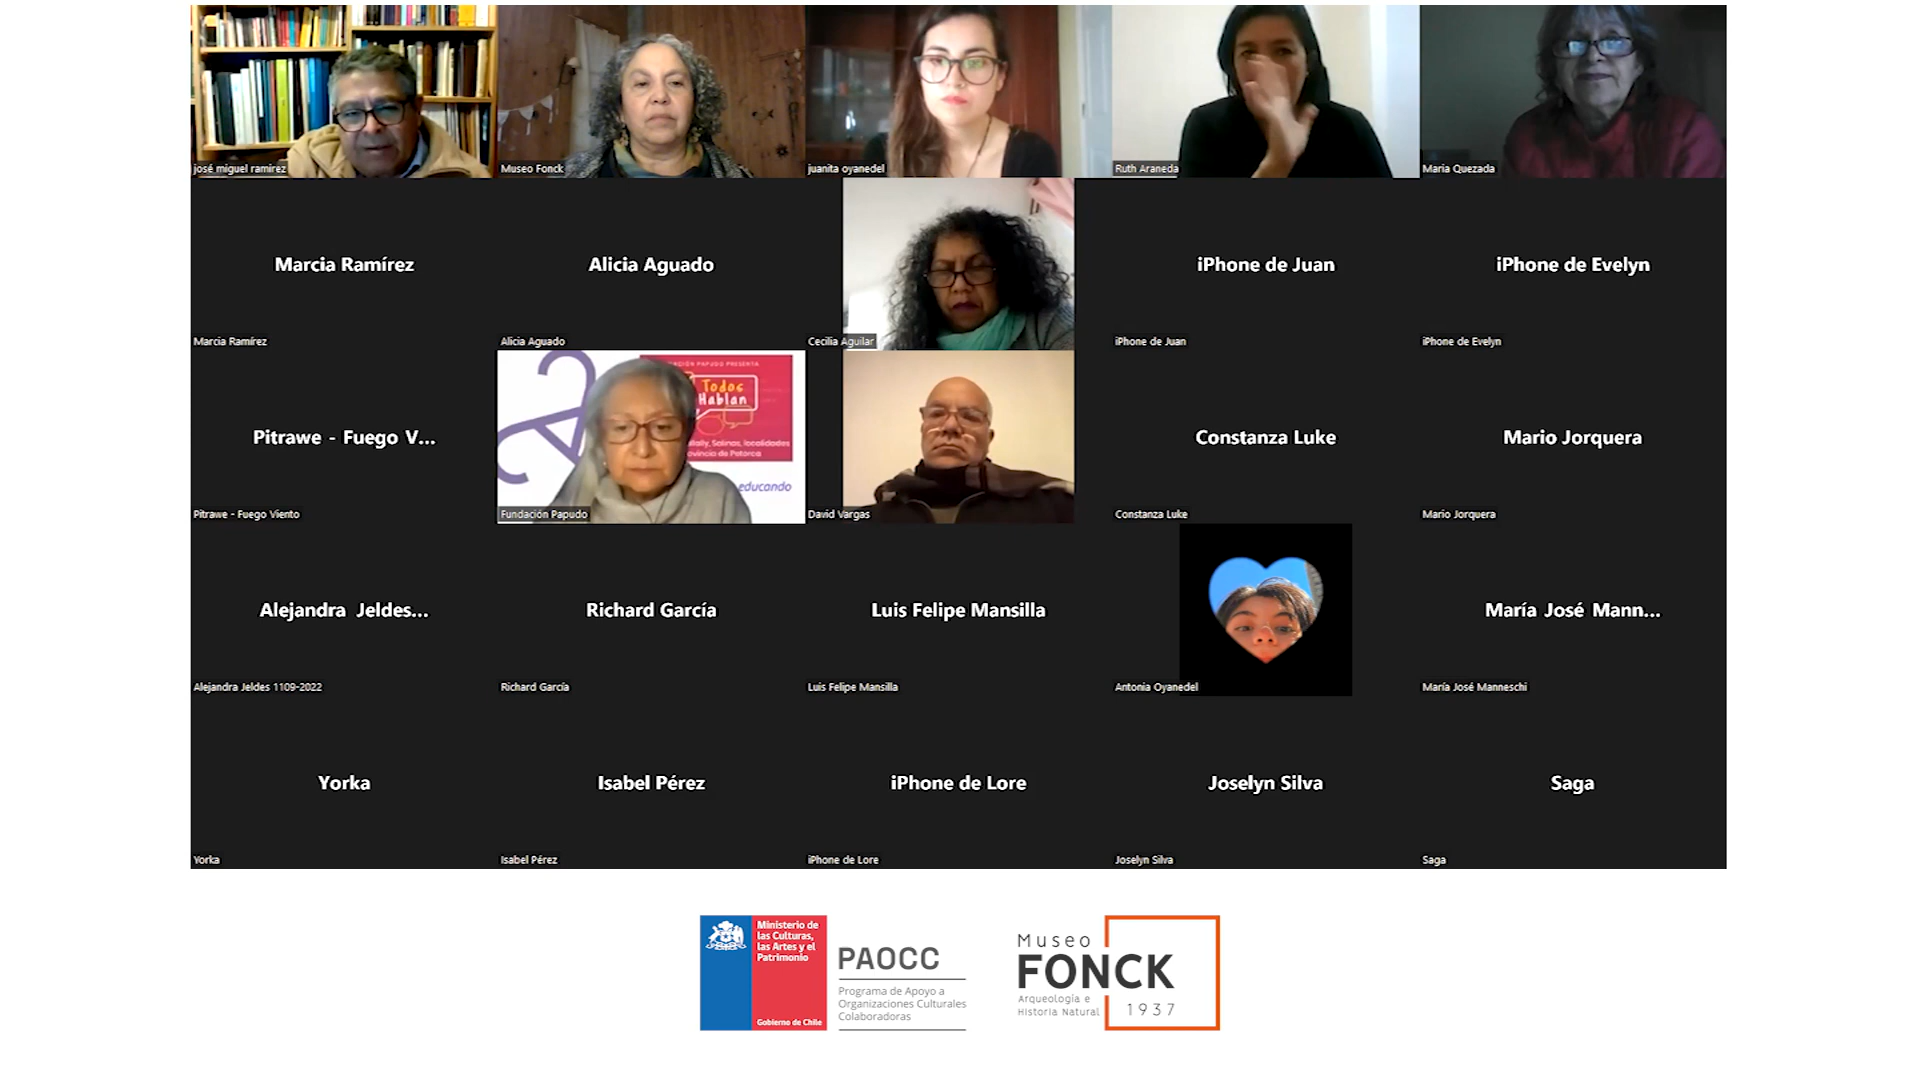 josé miguel ramirez
Museo Fonck
juanita oyanedel
Ruth Araneda
Maria Quezada
Marcia Ramírez
Alicia Aguado
iPhone de Juan
iPhone de Evelyn
Marcia Ramírez
Alicia Aguado
Cecilia Aguilar
iPhone de Juan
iPhone de Evelyn
PAPUDO PRESENTA
Todos
Hablan
Salinas, localidades
educando
Pitrawe - Fuego V...
Constanza Luke
Mario Jorquera
Pitrawe - Fuego Viento
Fundación Papudo
David Vargas
Constanza Luke
Mario Jorquera
Alejandra Jeldes...
Richard García
Luis Felipe Mansilla
María José Mann...
Alejandra Jeldes 1109-2022
Richard García
Luis Felipe Mansilla
Antonia Oyanedel
María José Manneschi
Yorka
Isabel Pérez
iPhone de Lore
Joselyn Silva
Saga
Yorka
Isabel Pérez
iPhone de Lore
Joselyn Silva
Saga
Ministerio de
las Culturas,
las Artes y el
Patrimonio
Gobierno de Chile
PAOCC
Programa de Apoyo a
Organizaciones Culturales
Colaboradoras
Museo
FONCK
Arqueología e
Historia Natural
1937